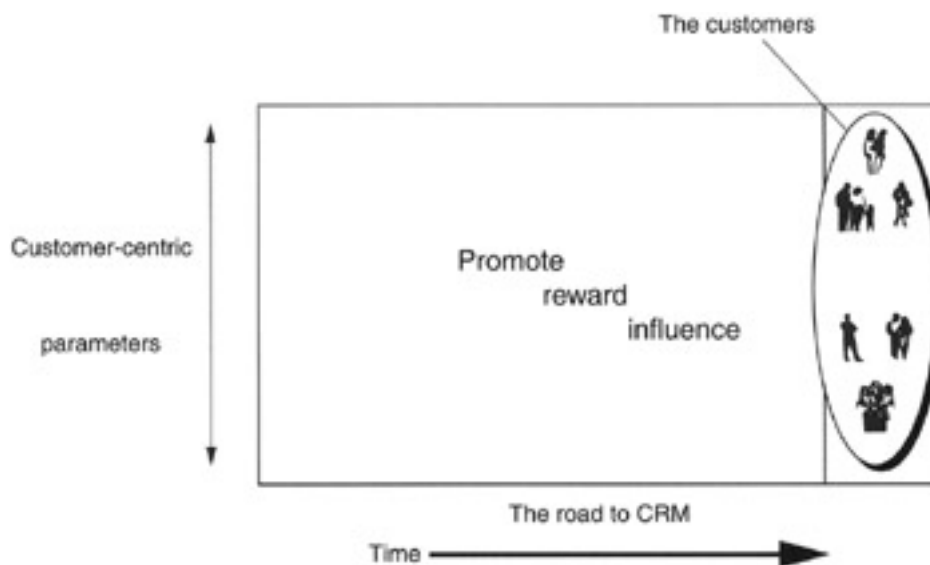 The customers
Customer-centric
parameters
Promote
reward
influence
The road to CRM
Time